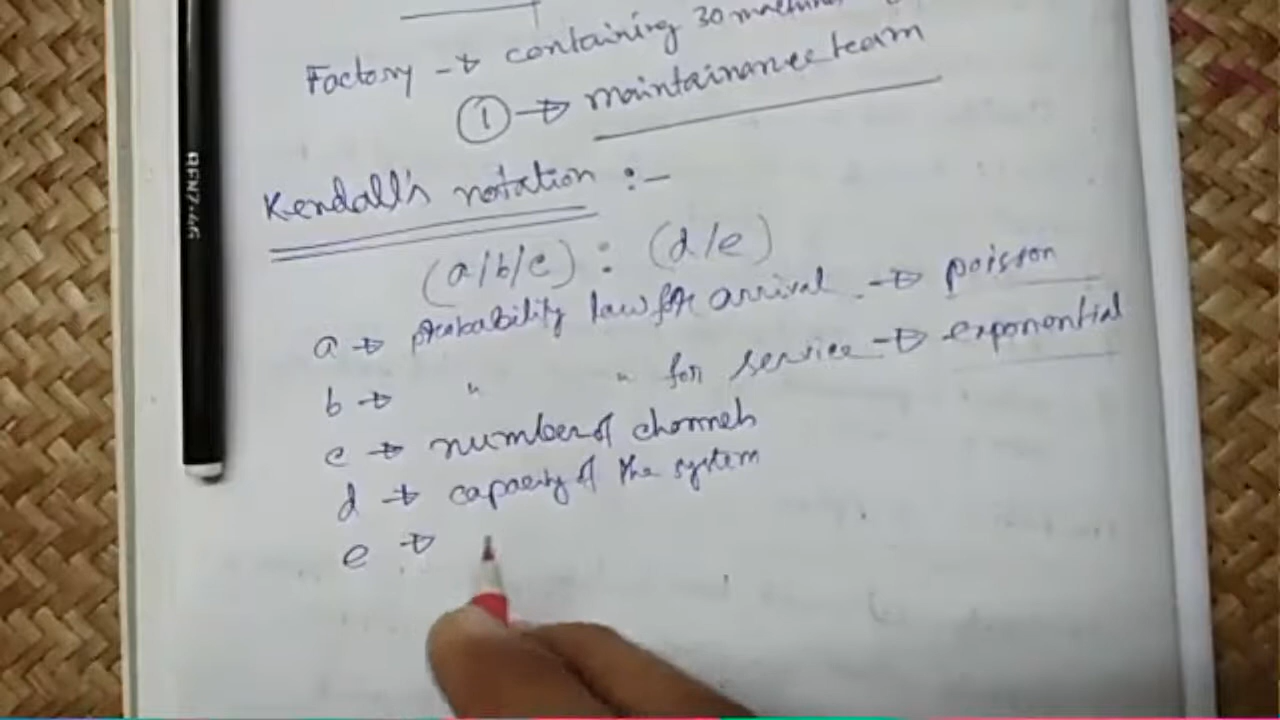 Factory → containing 30 machines
① → maintainance team
Kendall's notation :-
(a/b/c) : (d/e)
a → probability law for arrival → poisson
b → " " for service → exponential
c → number of channels
d → capacity of the system
e →